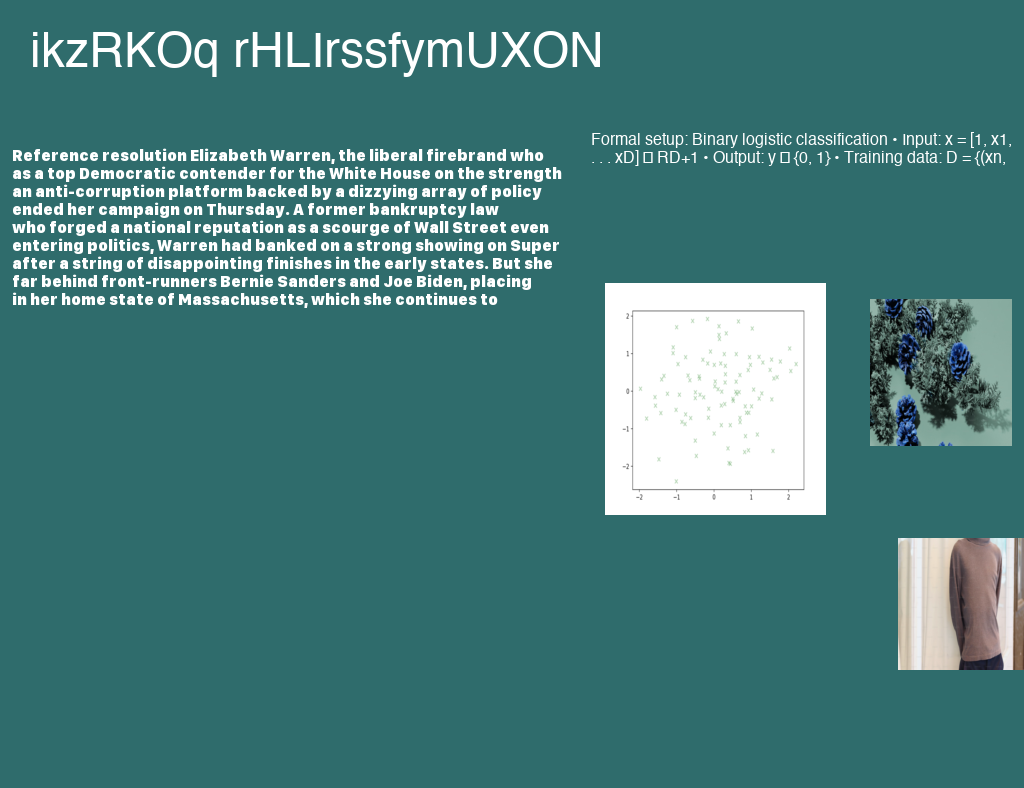 ikzRKOq rHLIrssfymUXON
Formal setup: Binary logistic classification • Input: x = [1, x1,
. . . xD] □ RD+1 • Output: y □ {0, 1} • Training data: D = {(xn,
Reference resolution Elizabeth Warren, the liberal firebrand who
as a top Democratic contender for the White House on the strength
an anti-corruption platform backed by a dizzying array of policy
ended her campaign on Thursday. A former bankruptcy law
who forged a national reputation as a scourge of Wall Street even
entering politics, Warren had banked on a strong showing on Super
after a string of disappointing finishes in the early states. But she
far behind front-runners Bernie Sanders and Joe Biden, placing
in her home state of Massachusetts, which she continues to
2
1
0
−1
−2
−2 −1 0 1 2